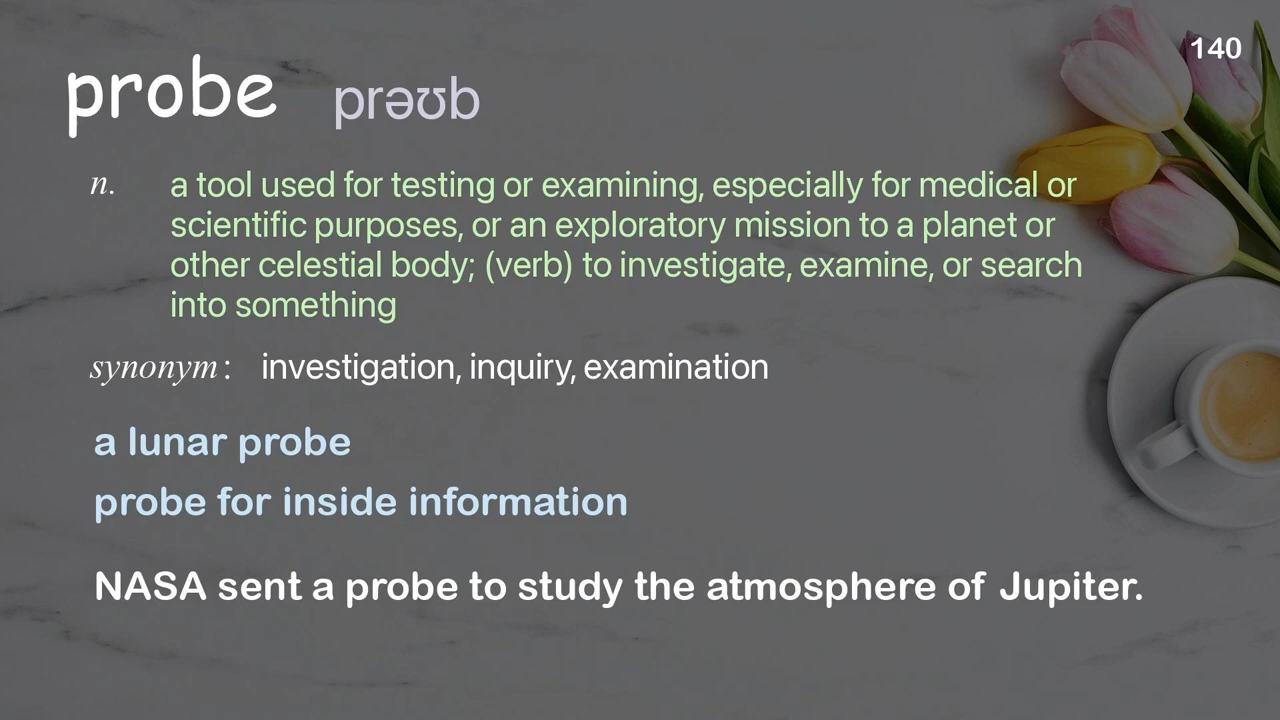 140
probe prəʊb
n. a tool used for testing or examining, especially for medical or
scientific purposes, or an exploratory mission to a planet or
other celestial body; (verb) to investigate, examine, or search
into something
synonym: investigation, inquiry, examination
a lunar probe
probe for inside information
NASA sent a probe to study the atmosphere of Jupiter.